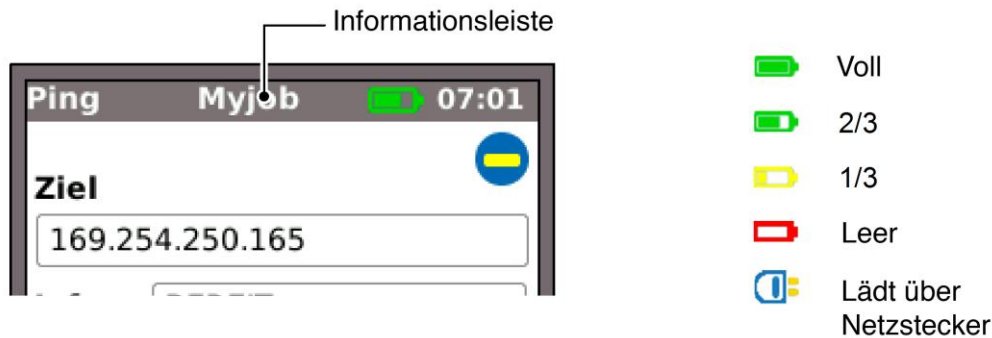 Informationsleiste
Ping Myjob 07:01
Ziel
169.254.250.165
Voll
2/3
1/3
Leer
Lädt über
Netzstecker